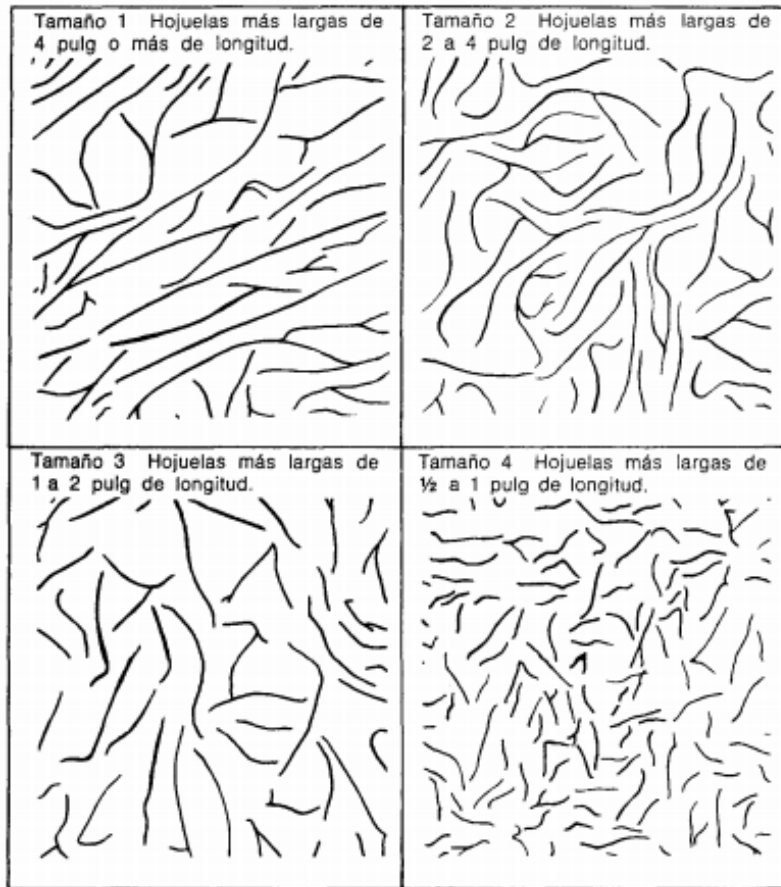 Tamaño 1 Hojuelas más largas de
4 pulg o más de longitud.
Tamaño 2 Hojuelas más largas de
2 a 4 pulg de longitud.
Tamaño 3 Hojuelas más largas de
1 a 2 pulg de longitud.
Tamaño 4 Hojuelas más largas de
½ a 1 pulg de longitud.